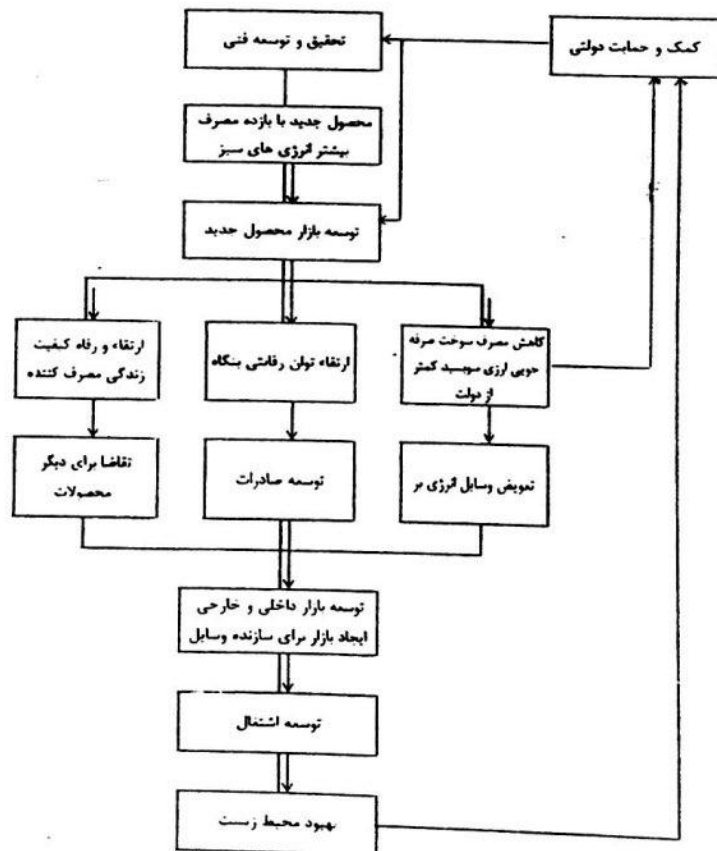 تحقیق و توسعه فنی
کمک و حمایت دولتی
محصول جدید با بازده مصرف
بیشتر انرژی های سبز
توسعه بازار محصول جدید
ارتقاء و رفاه کیفیت
زندگی مصرف کننده
ارتقاء توان رقابتی بنگاه
کاهش مصرف سوخت صرفه
جویی ارزی سوبسید کمتر
از دولت
تقاضا برای دیگر
محصولات
توسعه صادرات
تعویض وسایل انرژی بر
توسعه بازار داخلی و خارجی
ایجاد بازار برای سازنده وسایل
توسعه اشتغال
بهبود محیط زیست